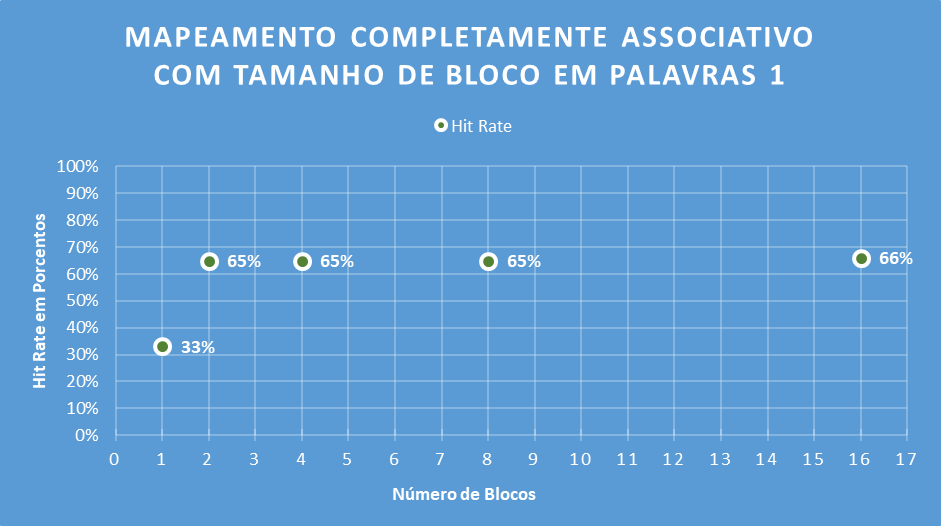 MAPEAMENTO COMPLETAMENTE ASSOCIATIVO
COM TAMANHO DE BLOCO EM PALAVRAS 1
Hit Rate
100%
90%
80%
70%
60%
50%
40%
30%
20%
10%
0%
Hit Rate em Porcentos
33%
65%
65%
65%
66%
0 1 2 3 4 5 6 7 8 9 10 11 12 13 14 15 16 17
Número de Blocos